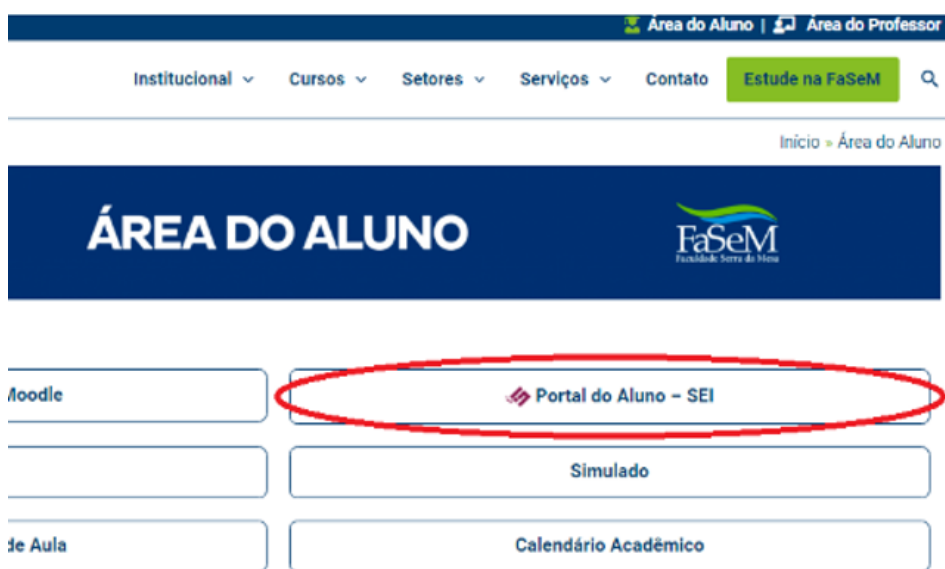 Área do Aluno | Área do Professor
Institucional Cursos Setores Serviços Contato Estude na FaSeM
Início » Área do Aluno
ÁREA DO ALUNO
FaSeM
Faculdade Serra da Mesa
Moodle
Portal do Aluno – SEI
Simulado
de Aula
Calendário Acadêmico